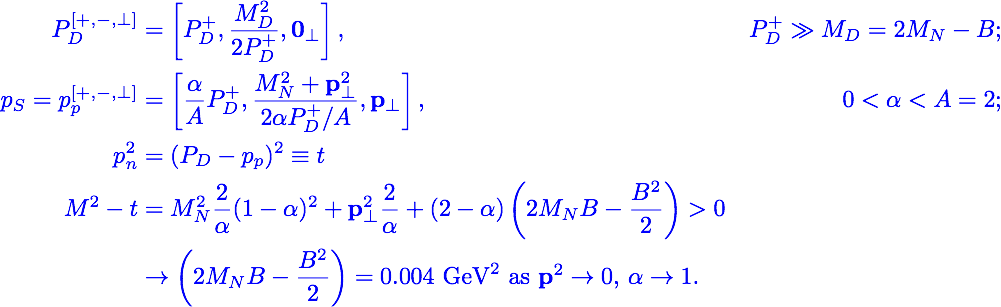 P_D^{[+,−,⊥]} = [P_D^+, M_D^2 / 2P_D^+, 0_⊥], P_D^+ ≫ M_D = 2M_N − B;
p_S = p_p^{[+,−,⊥]} = [α/A P_D^+, (M_N^2 + p_⊥^2) / (2αP_D^+/A), p_⊥], 0 < α < A = 2;
p_n^2 = (P_D − p_p)^2 ≡ t
M^2 − t = M_N^2 2/α (1 − α)^2 + p_⊥^2 2/α + (2 − α) (2M_N B − B^2/2) > 0
→ (2M_N B − B^2/2) = 0.004 GeV^2 as p^2 → 0, α → 1.